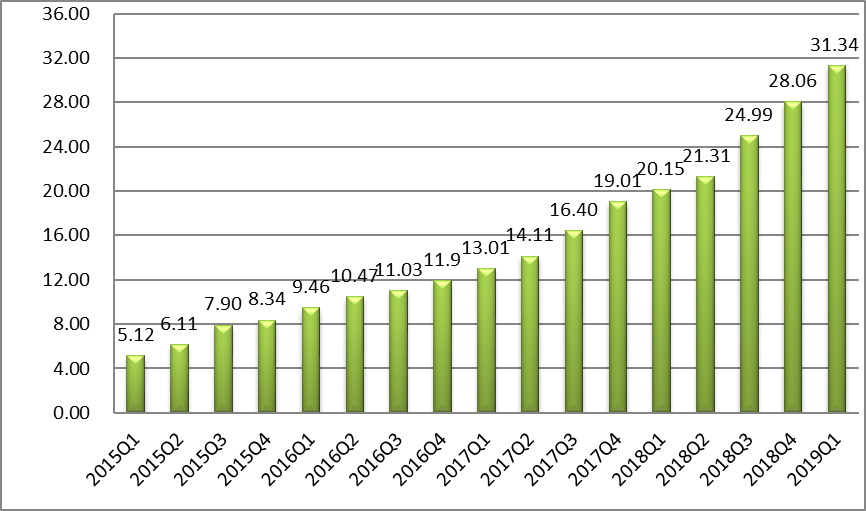 36.00
32.00
28.00
24.00
20.00
16.00
12.00
8.00
4.00
0.00
5.12
6.11
7.90
8.34
9.46
10.47
11.03
11.9
13.01
14.11
16.40
19.01
20.15
21.31
24.99
28.06
31.34
2015Q1
2015Q2
2015Q3
2015Q4
2016Q1
2016Q2
2016Q3
2016Q4
2017Q1
2017Q2
2017Q3
2017Q4
2018Q1
2018Q2
2018Q3
2018Q4
2019Q1